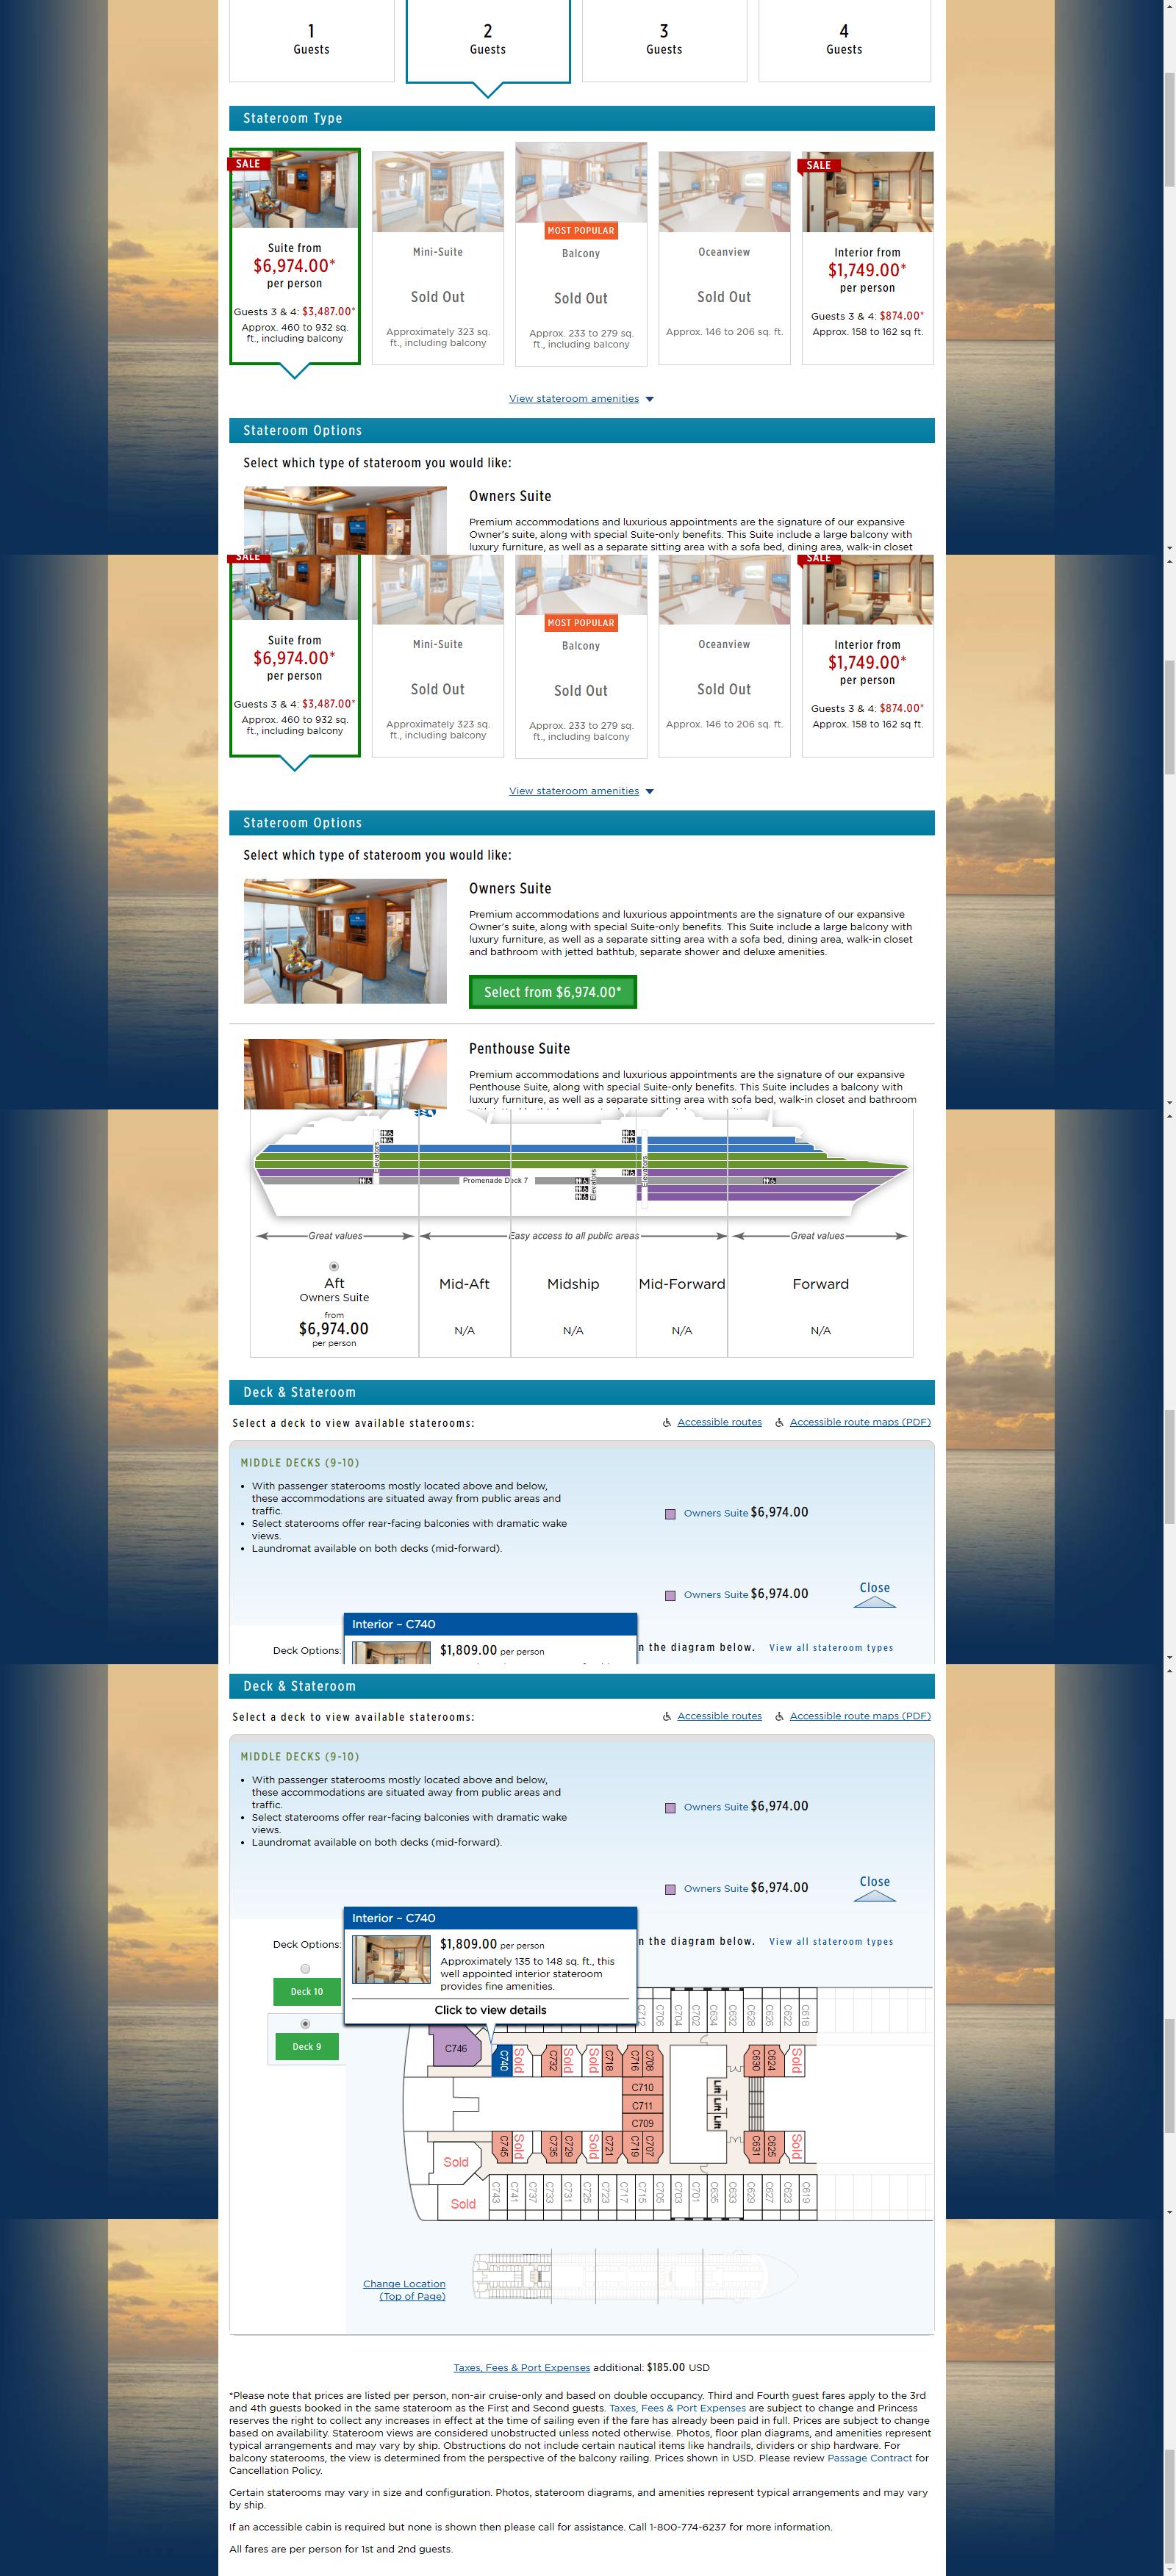 1
Guests
2
Guests
3
Guests
4
Guests
Stateroom Type
SALE
Suite from
$6,974.00*
per person
Guests 3 & 4: $3,487.00*
Approx. 460 to 932 sq.
ft., including balcony
Mini-Suite
Sold Out
Approximately 323 sq.
ft., including balcony
MOST POPULAR
Balcony
Sold Out
Approx. 233 to 279 sq.
ft., including balcony
Oceanview
Sold Out
Approx. 146 to 206 sq. ft.
SALE
Interior from
$1,749.00*
per person
Guests 3 & 4: $874.00*
Approx. 158 to 162 sq ft.
View stateroom amenities
Stateroom Options
Select which type of stateroom you would like:
Owners Suite
Premium accommodations and luxurious appointments are the signature of our expansive
Owner's suite, along with special Suite-only benefits. This Suite include a large balcony with
luxury furniture, as well as a separate sitting area with a sofa bed, dining area, walk-in closet
SALE
Suite from
$6,974.00*
per person
Guests 3 & 4: $3,487.00*
Approx. 460 to 932 sq.
ft., including balcony
Mini-Suite
Sold Out
Approximately 323 sq.
ft., including balcony
MOST POPULAR
Balcony
Sold Out
Approx. 233 to 279 sq.
ft., including balcony
Oceanview
Sold Out
Approx. 146 to 206 sq. ft.
SALE
Interior from
$1,749.00*
per person
Guests 3 & 4: $874.00*
Approx. 158 to 162 sq ft.
View stateroom amenities
Stateroom Options
Select which type of stateroom you would like:
Owners Suite
Premium accommodations and luxurious appointments are the signature of our expansive
Owner's suite, along with special Suite-only benefits. This Suite include a large balcony with
luxury furniture, as well as a separate sitting area with a sofa bed, dining area, walk-in closet
and bathroom with jetted bathtub, separate shower and deluxe amenities.
Select from $6,974.00*
Penthouse Suite
Premium accommodations and luxurious appointments are the signature of our expansive
Penthouse Suite, along with special Suite-only benefits. This Suite includes a balcony with
luxury furniture, as well as a separate sitting area with sofa bed, walk-in closet and bathroom
Elevators
Elevators
Elevators
Promenade Deck 7
Great values
Easy access to all public areas
Great values
Aft
Owners Suite
from
$6,974.00
per person
Mid-Aft
N/A
Midship
N/A
Mid-Forward
N/A
Forward
N/A
Deck & Stateroom
Select a deck to view available staterooms:
Accessible routes
Accessible route maps (PDF)
MIDDLE DECKS (9-10)
• With passenger staterooms mostly located above and below,
these accommodations are situated away from public areas and
traffic.
• Select staterooms offer rear-facing balconies with dramatic wake
views.
• Laundromat available on both decks (mid-forward).
Owners Suite $6,974.00
Owners Suite $6,974.00
Close
Interior – C740
$1,809.00 per person
Deck Options:
n the diagram below.
View all stateroom types
Deck & Stateroom
Select a deck to view available staterooms:
Accessible routes
Accessible route maps (PDF)
MIDDLE DECKS (9-10)
• With passenger staterooms mostly located above and below,
these accommodations are situated away from public areas and
traffic.
• Select staterooms offer rear-facing balconies with dramatic wake
views.
• Laundromat available on both decks (mid-forward).
Owners Suite $6,974.00
Owners Suite $6,974.00
Close
Deck Options:
Interior – C740
$1,809.00 per person
Approximately 135 to 148 sq. ft., this
well appointed interior stateroom
provides fine amenities.
Click to view details
n the diagram below.
View all stateroom types
Deck 10
Deck 9
C706
C704
C702
C634
C632
C628
C626
C622
C618
C746
C740
Sold
C732
Sold
Sold
C718
C716
C708
C630
C624
Sold
C710
C711
C709
Lift
Lift
Lift
Lift
C745
Sold
C735
C729
Sold
C721
C719
C707
C631
C625
Sold
Sold
Sold
C743
C741
C737
C733
C731
C725
C723
C717
C715
C705
C703
C701
C635
C633
C629
C627
C623
C619
Change Location
(Top of Page)
Taxes, Fees & Port Expenses additional: $185.00 USD
*Please note that prices are listed per person, non-air cruise-only and based on double occupancy. Third and Fourth guest fares apply to the 3rd
and 4th guests booked in the same stateroom as the First and Second guests. Taxes, Fees & Port Expenses are subject to change and Princess
reserves the right to collect any increases in effect at the time of sailing even if the fare has already been paid in full. Prices are subject to change
based on availability. Stateroom views are considered unobstructed unless noted otherwise. Photos, floor plan diagrams, and amenities represent
typical arrangements and may vary by ship. Obstructions do not include certain nautical items like handrails, dividers or ship hardware. For
balcony staterooms, the view is determined from the perspective of the balcony railing. Prices shown in USD. Please review Passage Contract for
Cancellation Policy.
Certain staterooms may vary in size and configuration. Photos, stateroom diagrams, and amenities represent typical arrangements and may vary
by ship.
If an accessible cabin is required but none is shown then please call for assistance. Call 1-800-774-6237 for more information.
All fares are per person for 1st and 2nd guests.